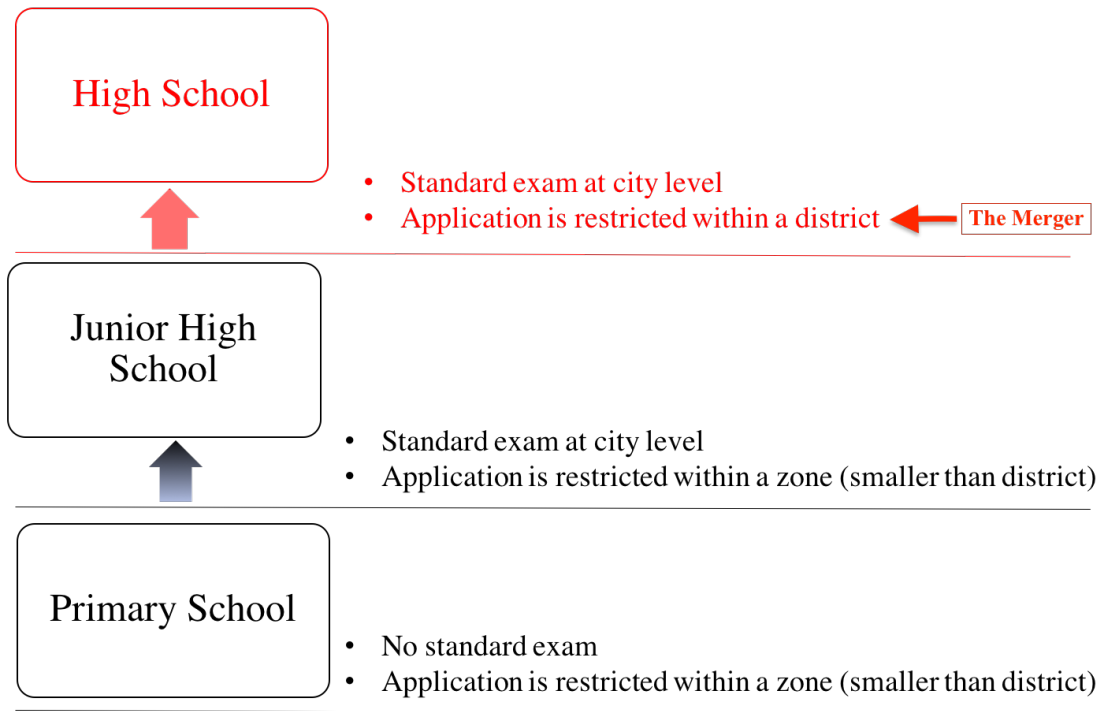 High School
• Standard exam at city level
• Application is restricted within a district
The Merger
Junior High
School
• Standard exam at city level
• Application is restricted within a zone (smaller than district)
Primary School
• No standard exam
• Application is restricted within a zone (smaller than district)